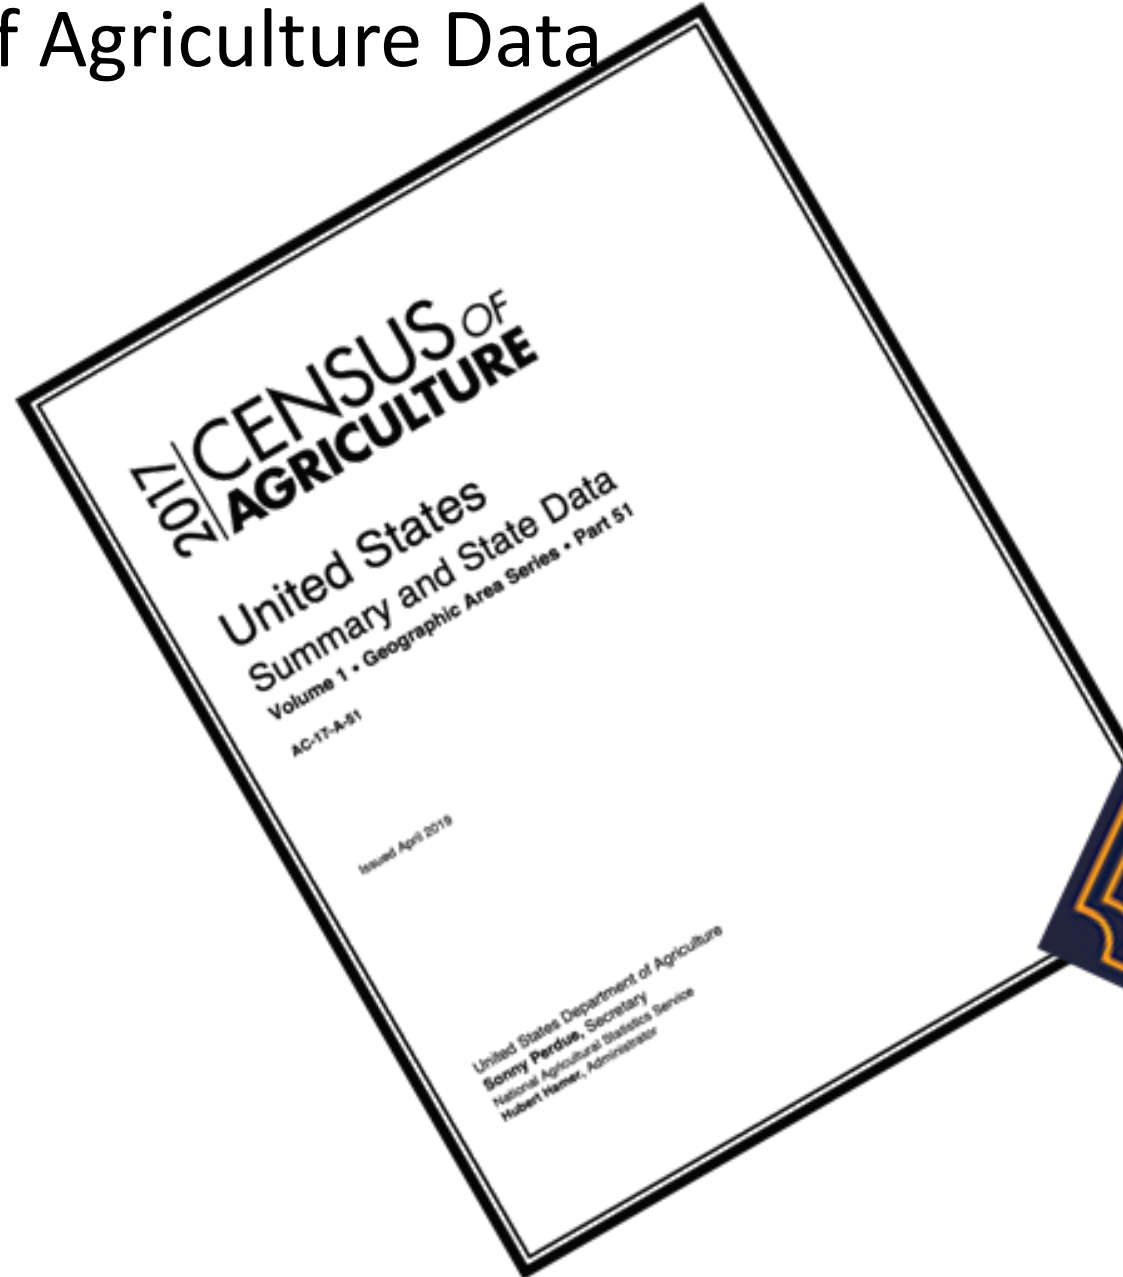 f Agriculture Data
2017
CENSUS OF
AGRICULTURE
United States
Summary and State Data
Volume 1 • Geographic Area Series • Part 51
AC-17-A-51
Issued April 2019
United States Department of Agriculture
Sonny Perdue, Secretary
National Agricultural Statistics Service
Hubert Hamer, Administrator